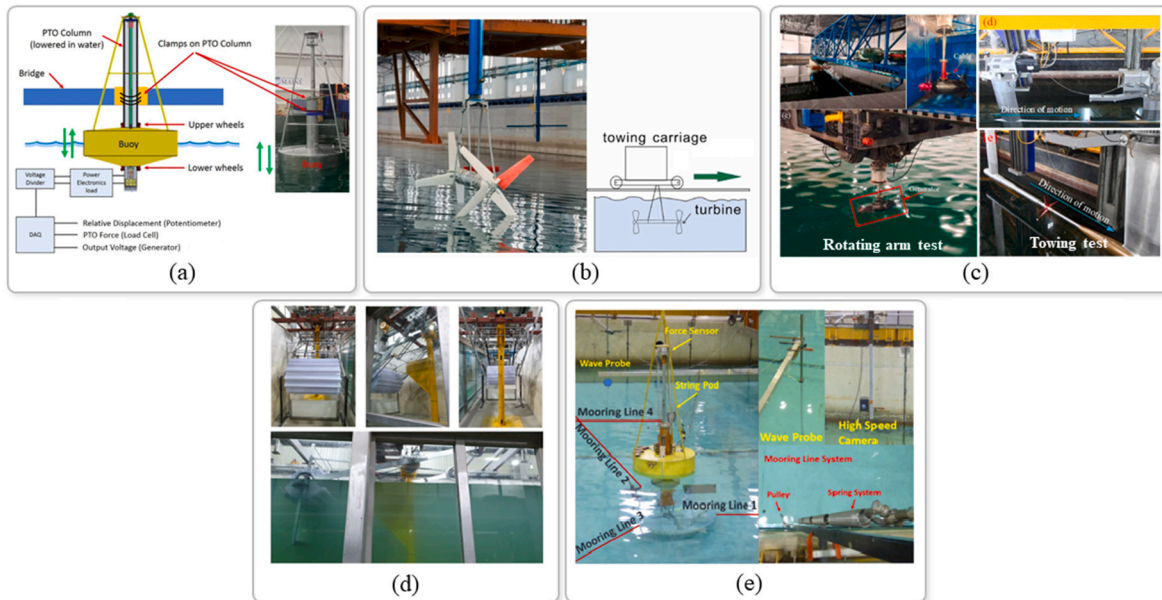 PTO Column
(lowered in water)
Clamps on PTO Column
Bridge
Upper wheels
Buoy
Lower wheels
Voltage
Divider
Power
Electronics
load
DAQ
Relative Displacement (Potentiometer)
PTO Force (Load Cell)
Output Voltage (Generator)
(a)
towing carriage
turbine
(b)
(d)
Direction of motion
(e)
Direction of motion
Generator
Rotating arm test
Towing test
(c)
(d)
Force Sensor
Wave Probe
String Pod
Mooring Line 4
Mooring Line 2
Mooring Line 3
Mooring Line 1
Wave Probe
High Speed
Camera
Mooring Line System
Pulley
Spring System
(e)